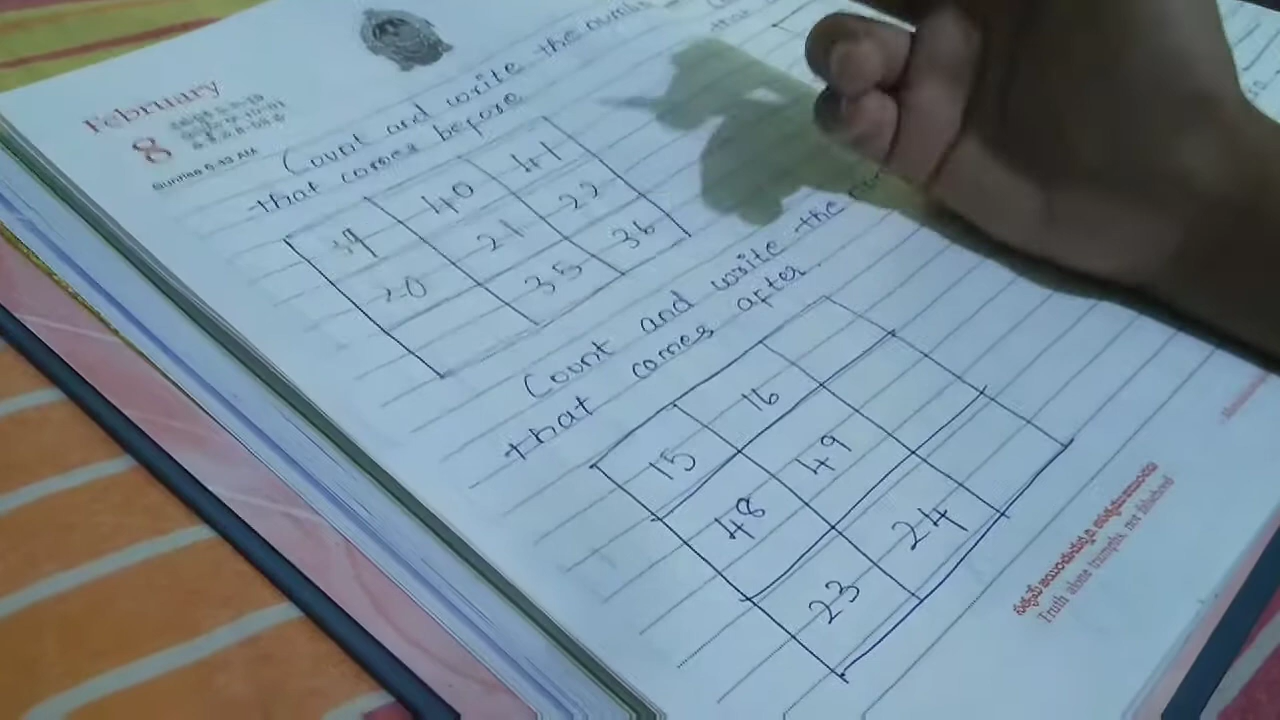 February
8
Sunrise 6-43 AM
Count and write the numbe
that comes before
39 40 41
20 21 22
35 36
Count and write the
that comes after
15 16
48 49
23 24
Truth alone triumphs, not falsehood